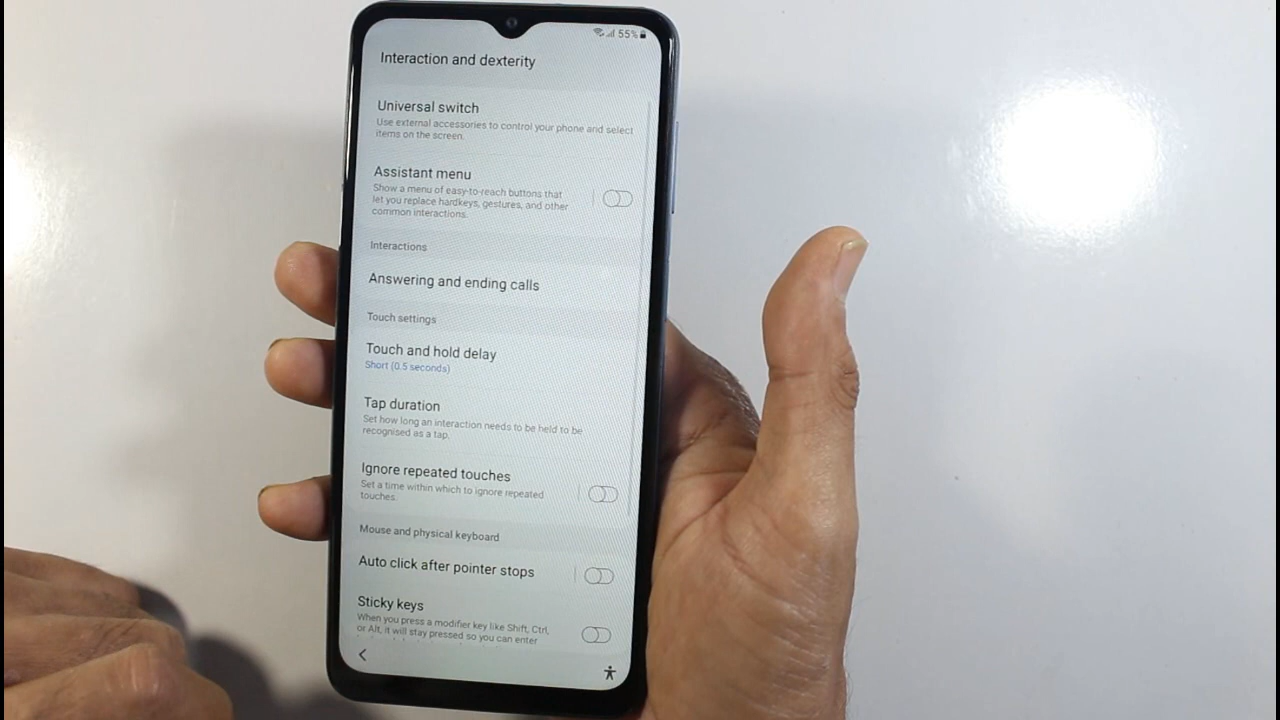 55%
Interaction and dexterity
Universal switch
Use external accessories to control your phone and select
items on the screen.
Assistant menu
Show a menu of easy-to-reach buttons that
let you replace hardkeys, gestures, and other
common interactions.
Interactions
Answering and ending calls
Touch settings
Touch and hold delay
Short (0.5 seconds)
Tap duration
Set how long an interaction needs to be held to be
recognised as a tap.
Ignore repeated touches
Set a time within which to ignore repeated
touches.
Mouse and physical keyboard
Auto click after pointer stops
Sticky keys
When you press a modifier key like Shift, Ctrl,
or Alt, it will stay pressed so you can enter